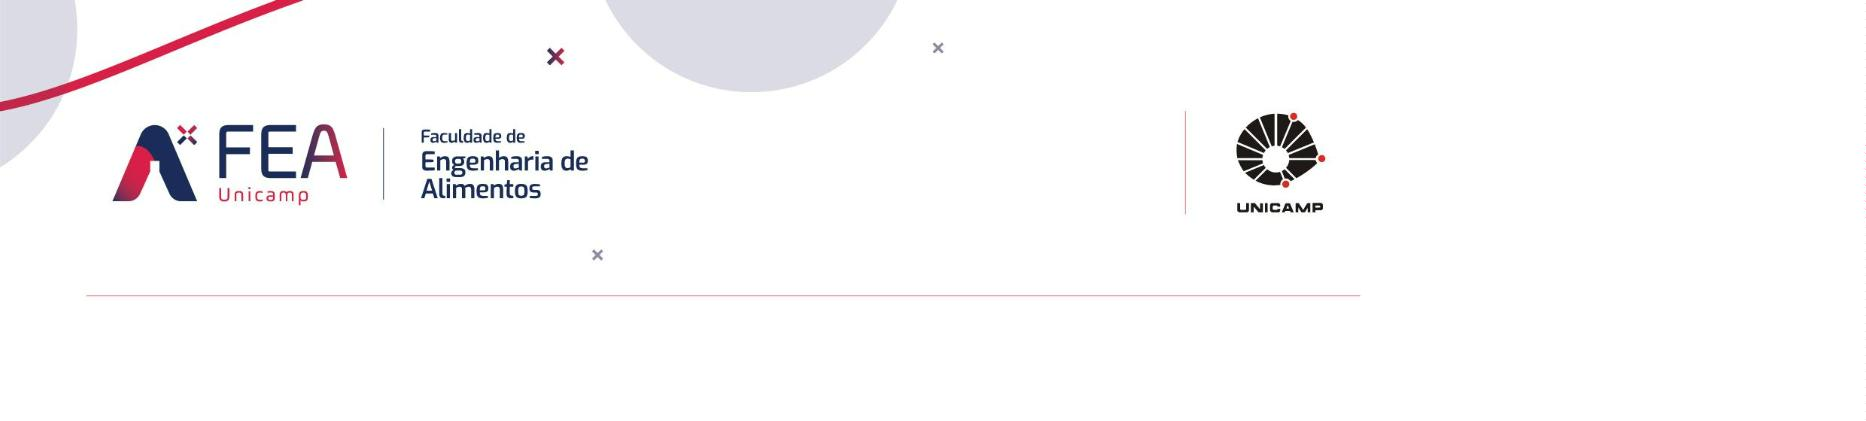 FEA
Unicamp
Faculdade de
Engenharia de
Alimentos
UNICAMP